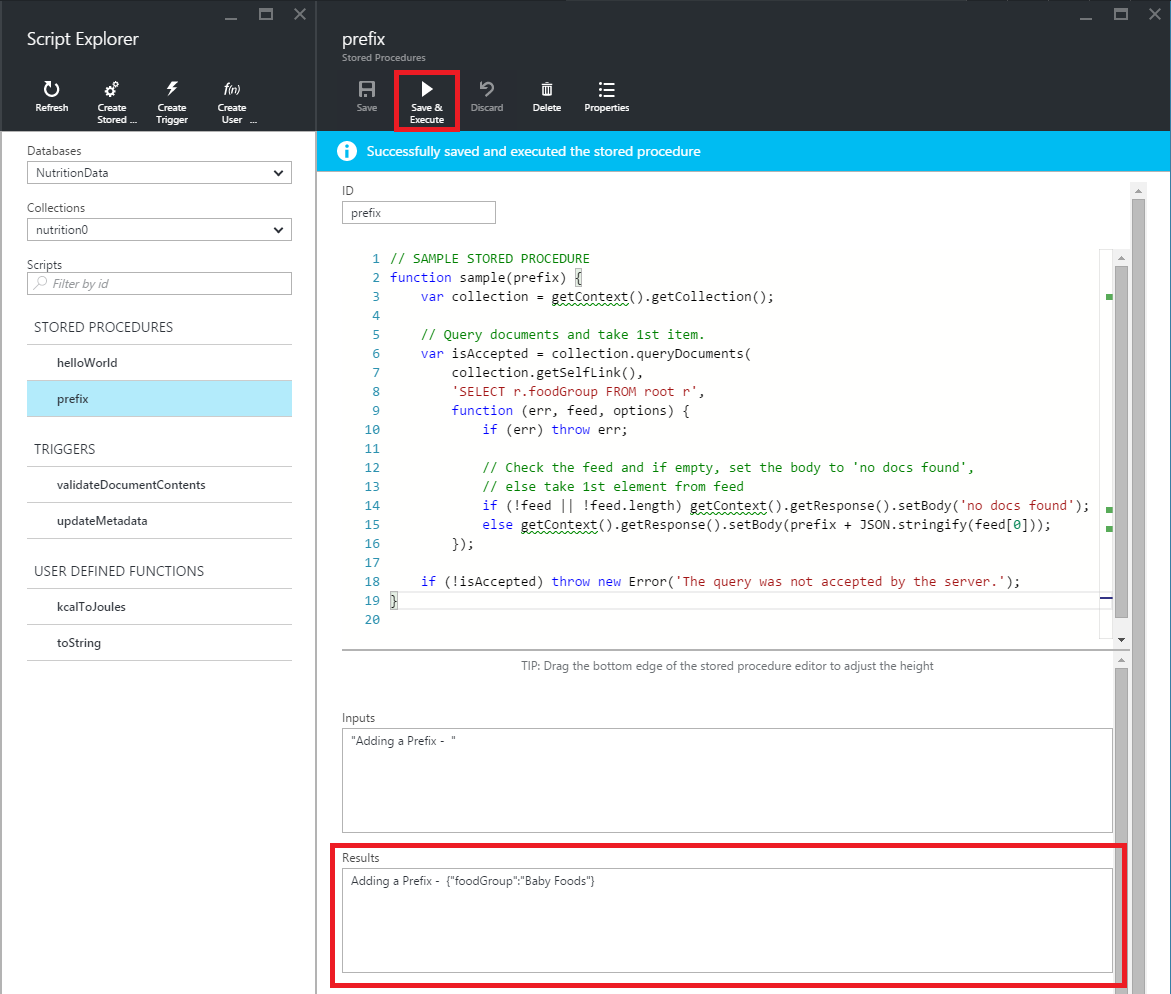 Script Explorer
Refresh
Create
Stored ...
Create
Trigger
f(n)
Create
User ...
Databases
NutritionData
Collections
nutrition0
Scripts
Filter by id
STORED PROCEDURES
helloWorld
prefix
TRIGGERS
validateDocumentContents
updateMetadata
USER DEFINED FUNCTIONS
kcalToJoules
toString
prefix
Stored Procedures
Save
Save &
Execute
Discard
Delete
Properties
Successfully saved and executed the stored procedure
ID
prefix
1 // SAMPLE STORED PROCEDURE
2 function sample(prefix) {
3     var collection = getContext().getCollection();
4
5     // Query documents and take 1st item.
6     var isAccepted = collection.queryDocuments(
7         collection.getSelfLink(),
8         'SELECT r.foodGroup FROM root r',
9         function (err, feed, options) {
10             if (err) throw err;
11
12             // Check the feed and if empty, set the body to 'no docs found',
13             // else take 1st element from feed
14             if (!feed || !feed.length) getContext().getResponse().setBody('no docs found');
15             else getContext().getResponse().setBody(prefix + JSON.stringify(feed[0]));
16         });
17
18     if (!isAccepted) throw new Error('The query was not accepted by the server.');
19 }
20
TIP: Drag the bottom edge of the stored procedure editor to adjust the height
Inputs
"Adding a Prefix -  "
Results
Adding a Prefix -  {"foodGroup":"Baby Foods"}